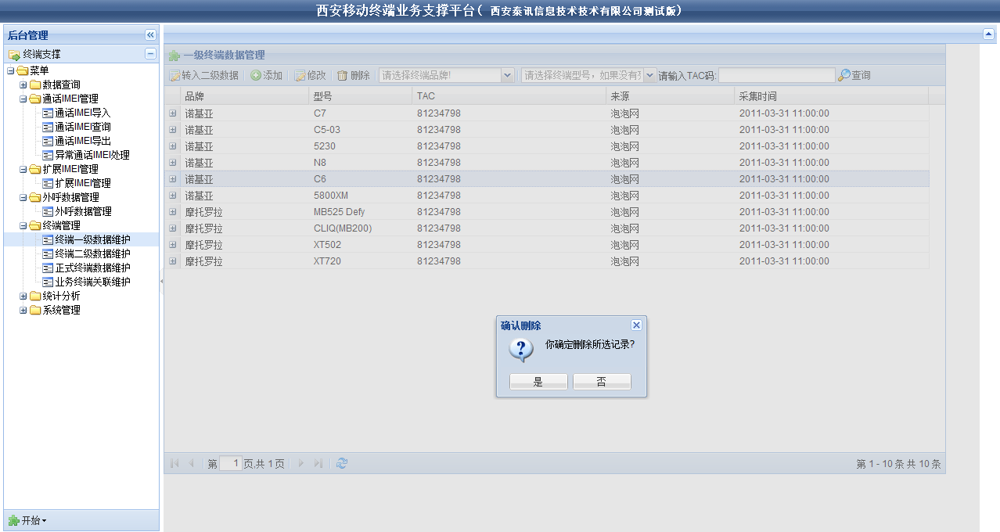 西安移动终端业务支撑平台( 西安泰讯信息技术技术有限公司测试版)
后台管理
终端支撑
菜单
数据查询
通话IMEI管理
通话IMEI导入
通话IMEI查询
通话IMEI导出
异常通话IMEI处理
扩展IMEI管理
扩展IMEI管理
外呼数据管理
外呼数据管理
终端管理
终端一级数据维护
终端二级数据维护
正式终端数据维护
业务终端关联维护
统计分析
系统管理
开始
一级终端数据管理
转入二级数据 添加 修改 删除 请选择终端品牌! 请选择终端型号，如果没有 请输入TAC码: 查询
品牌 型号 TAC 来源 采集时间
诺基亚 C7 81234798 泡泡网 2011-03-31 11:00:00
诺基亚 C5-03 81234798 泡泡网 2011-03-31 11:00:00
诺基亚 5230 81234798 泡泡网 2011-03-31 11:00:00
诺基亚 N8 81234798 泡泡网 2011-03-31 11:00:00
诺基亚 C6 81234798 泡泡网 2011-03-31 11:00:00
诺基亚 5800XM 81234798 泡泡网 2011-03-31 11:00:00
摩托罗拉 MB525 Defy 81234798 泡泡网 2011-03-31 11:00:00
摩托罗拉 CLIQ(MB200) 81234798 泡泡网 2011-03-31 11:00:00
摩托罗拉 XT502 81234798 泡泡网 2011-03-31 11:00:00
摩托罗拉 XT720 81234798 泡泡网 2011-03-31 11:00:00
确认删除
你确定删除所选记录?
是 否
第 1 页,共 1 页 第 1 - 10 条 共 10 条